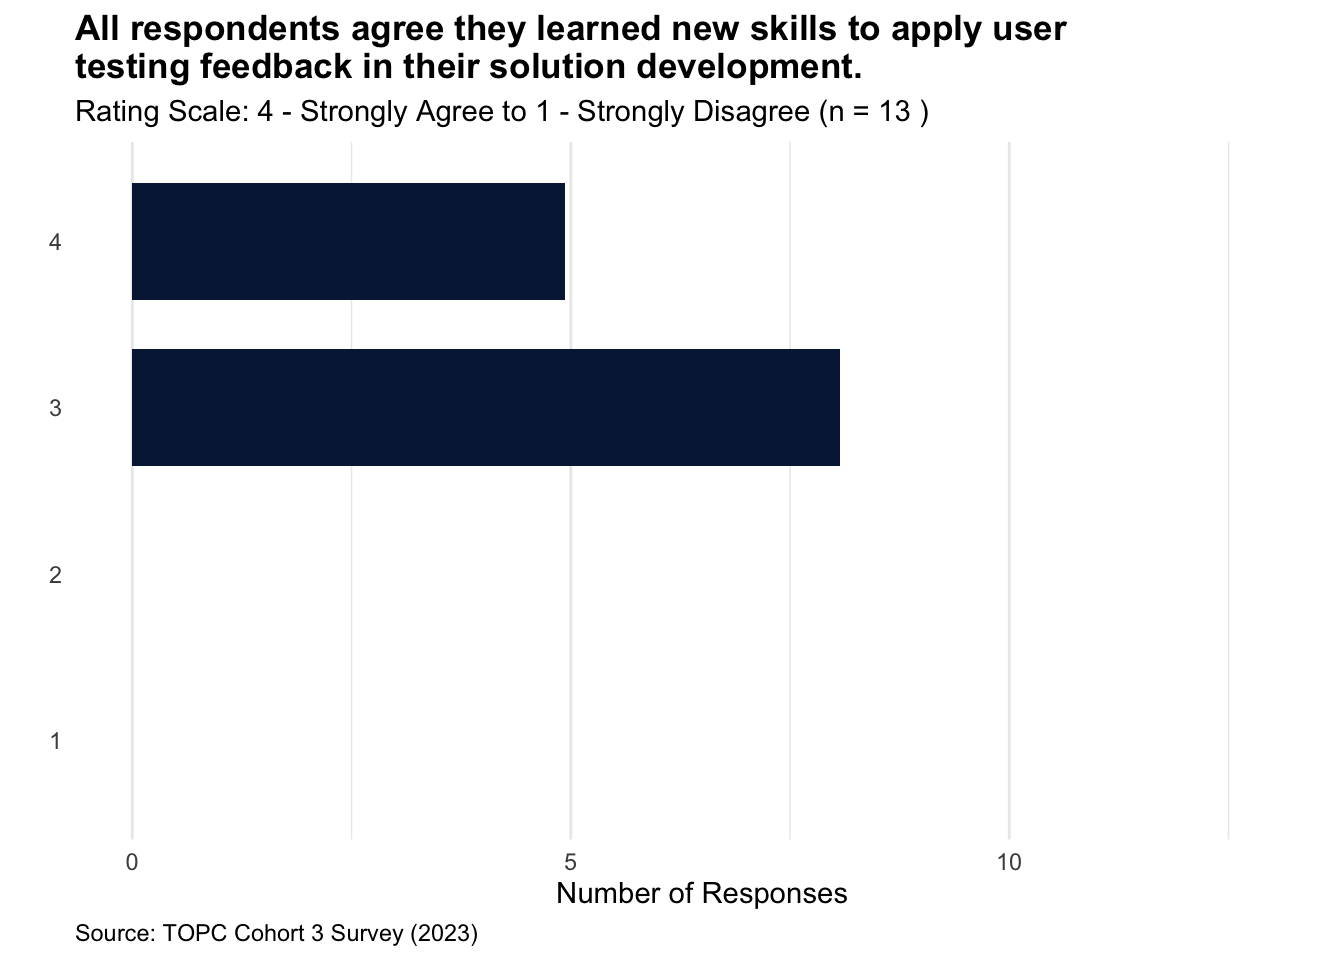 All respondents agree they learned new skills to apply user
testing feedback in their solution development.
Rating Scale: 4 - Strongly Agree to 1 - Strongly Disagree (n = 13 )
4
3
2
1
0 5 10
Number of Responses
Source: TOPC Cohort 3 Survey (2023)